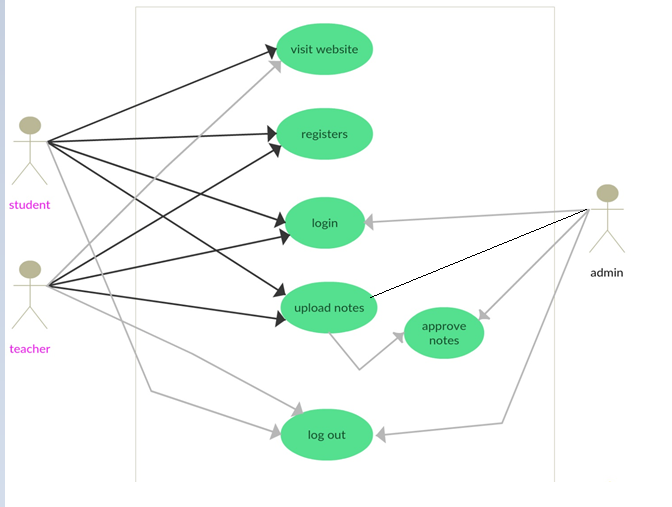 visit website
registers
student
login
admin
upload notes
approve
notes
teacher
log out